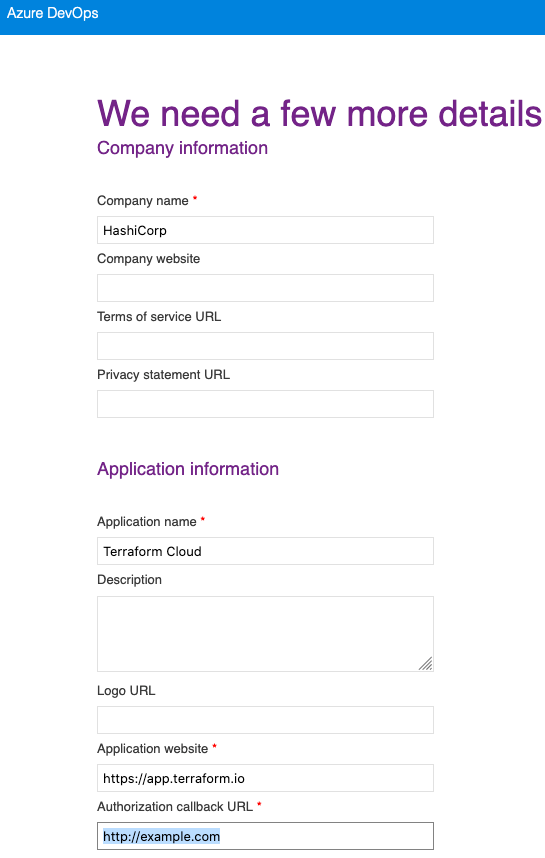 Azure DevOps
We need a few more details
Company information
Company name *
HashiCorp
Company website
Terms of service URL
Privacy statement URL
Application information
Application name *
Terraform Cloud
Description
Logo URL
Application website *
https://app.terraform.io
Authorization callback URL *
http://example.com